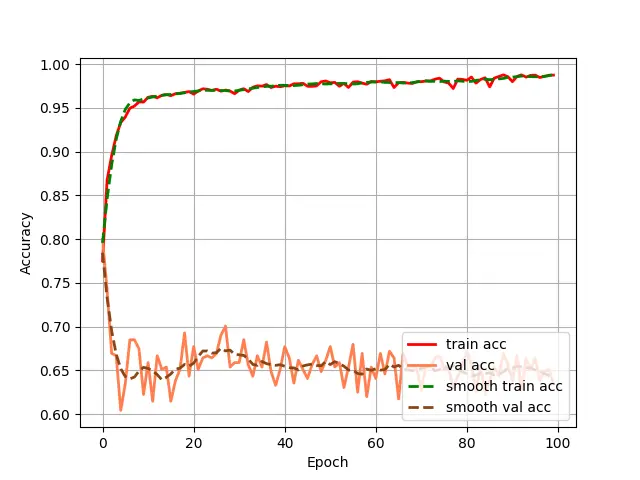 1.00
0.95
0.90
0.85
0.80
0.75
0.70
0.65
0.60
Accuracy
train acc
val acc
smooth train acc
smooth val acc
0 20 40 60 80 100
Epoch